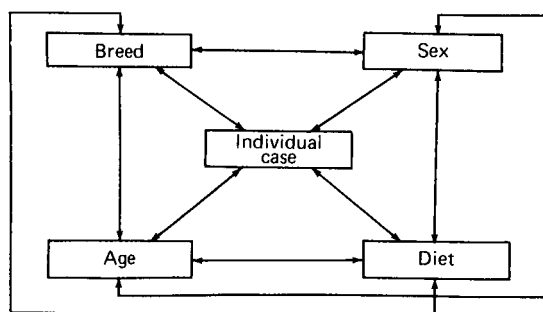 Breed
Sex
Individual
case
Age
Diet